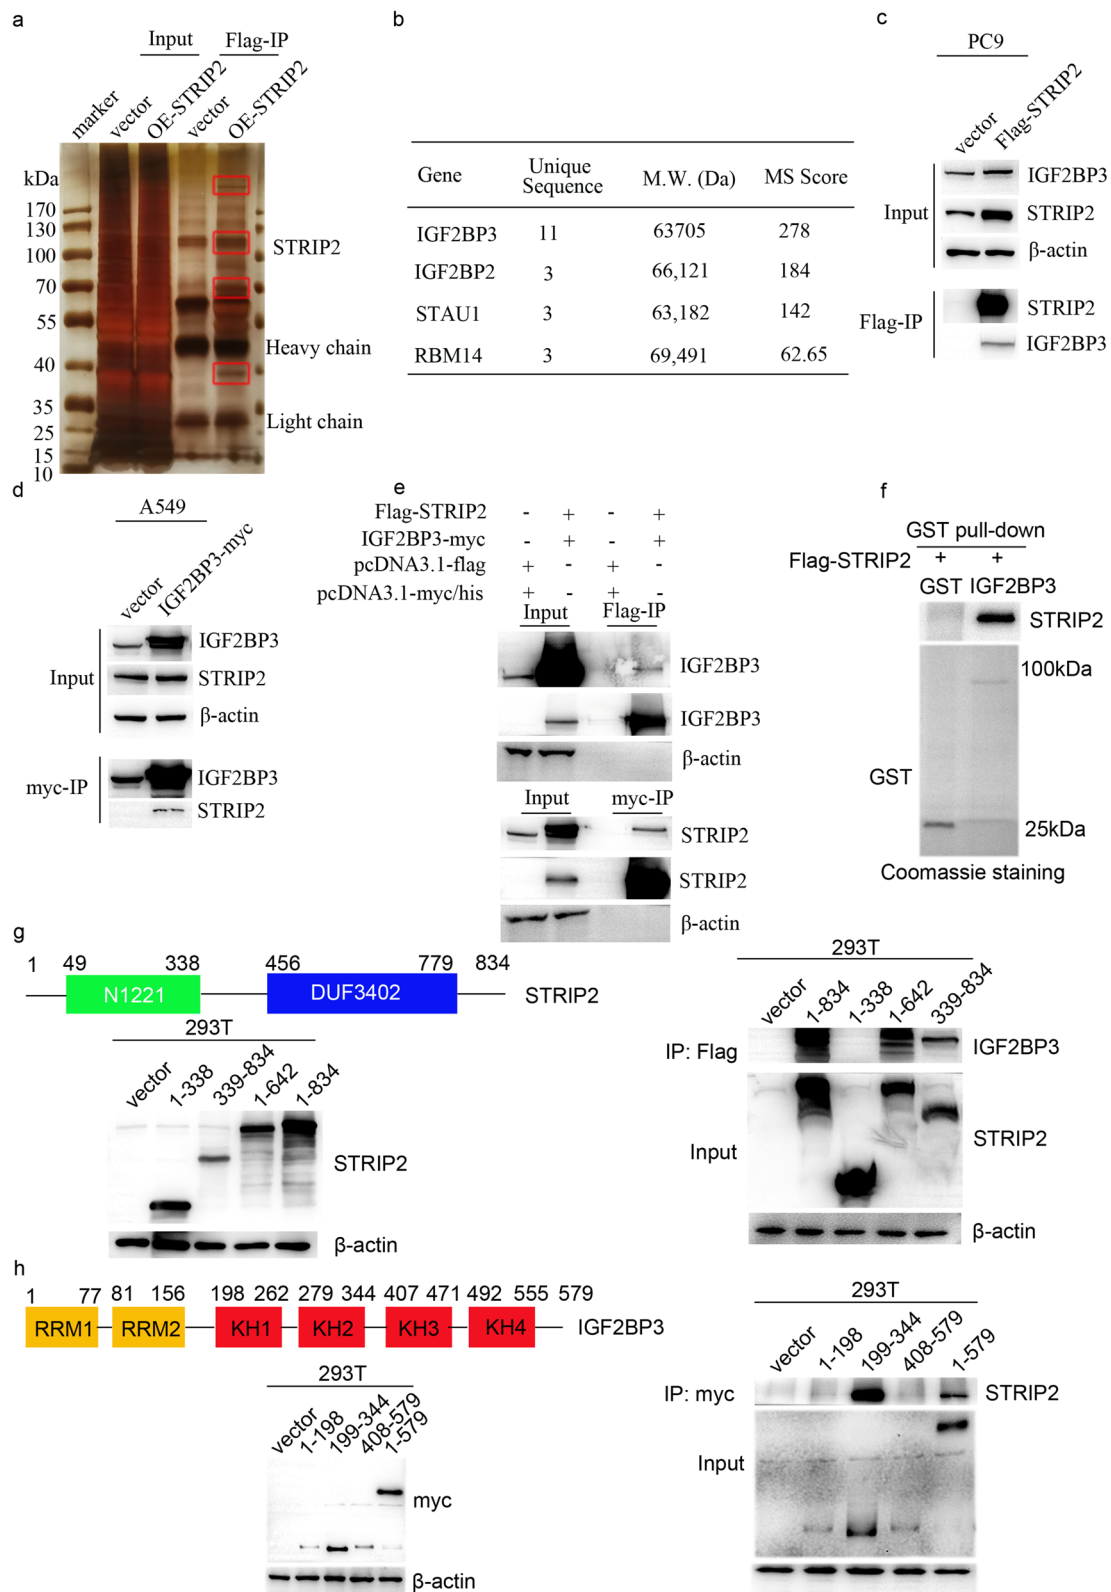 a
Input
Flag-IP
marker
vector
OE-STRIP2
vector
OE-STRIP2
kDa
170
130
100
70
55
40
35
25
15
10
STRIP2
Heavy chain
Light chain
b
Gene Unique Sequence M.W. (Da) MS Score
IGF2BP3 11 63705 278
IGF2BP2 3 66,121 184
STAU1 3 63,182 142
RBM14 3 69,491 62.65
c
PC9
vector
Flag-STRIP2
Input
IGF2BP3
STRIP2
β-actin
Flag-IP
STRIP2
IGF2BP3
d
A549
vector
IGF2BP3-myc
Input
IGF2BP3
STRIP2
β-actin
myc-IP
IGF2BP3
STRIP2
e
Flag-STRIP2 - + - +
IGF2BP3-myc - + - +
pcDNA3.1-flag + - + -
pcDNA3.1-myc/his + - + -
Input Flag-IP
IGF2BP3
IGF2BP3
β-actin
Input myc-IP
STRIP2
STRIP2
β-actin
f
GST pull-down
Flag-STRIP2 + +
GST IGF2BP3
STRIP2
100kDa
GST
25kDa
Coomassie staining
g
1 49 338 456 779 834
N1221 DUF3402 STRIP2
293T
vector
1-338
339-834
1-642
1-834
STRIP2
β-actin
293T
vector
1-834
1-338
1-642
339-834
IP: Flag
IGF2BP3
Input
STRIP2
β-actin
h
1 77 81 156 198 262 279 344 407 471 492 555 579
RRM1 RRM2 KH1 KH2 KH3 KH4 IGF2BP3
293T
vector
1-198
199-344
408-579
1-579
myc
β-actin
293T
vector
1-198
199-344
408-579
1-579
IP: myc
STRIP2
Input